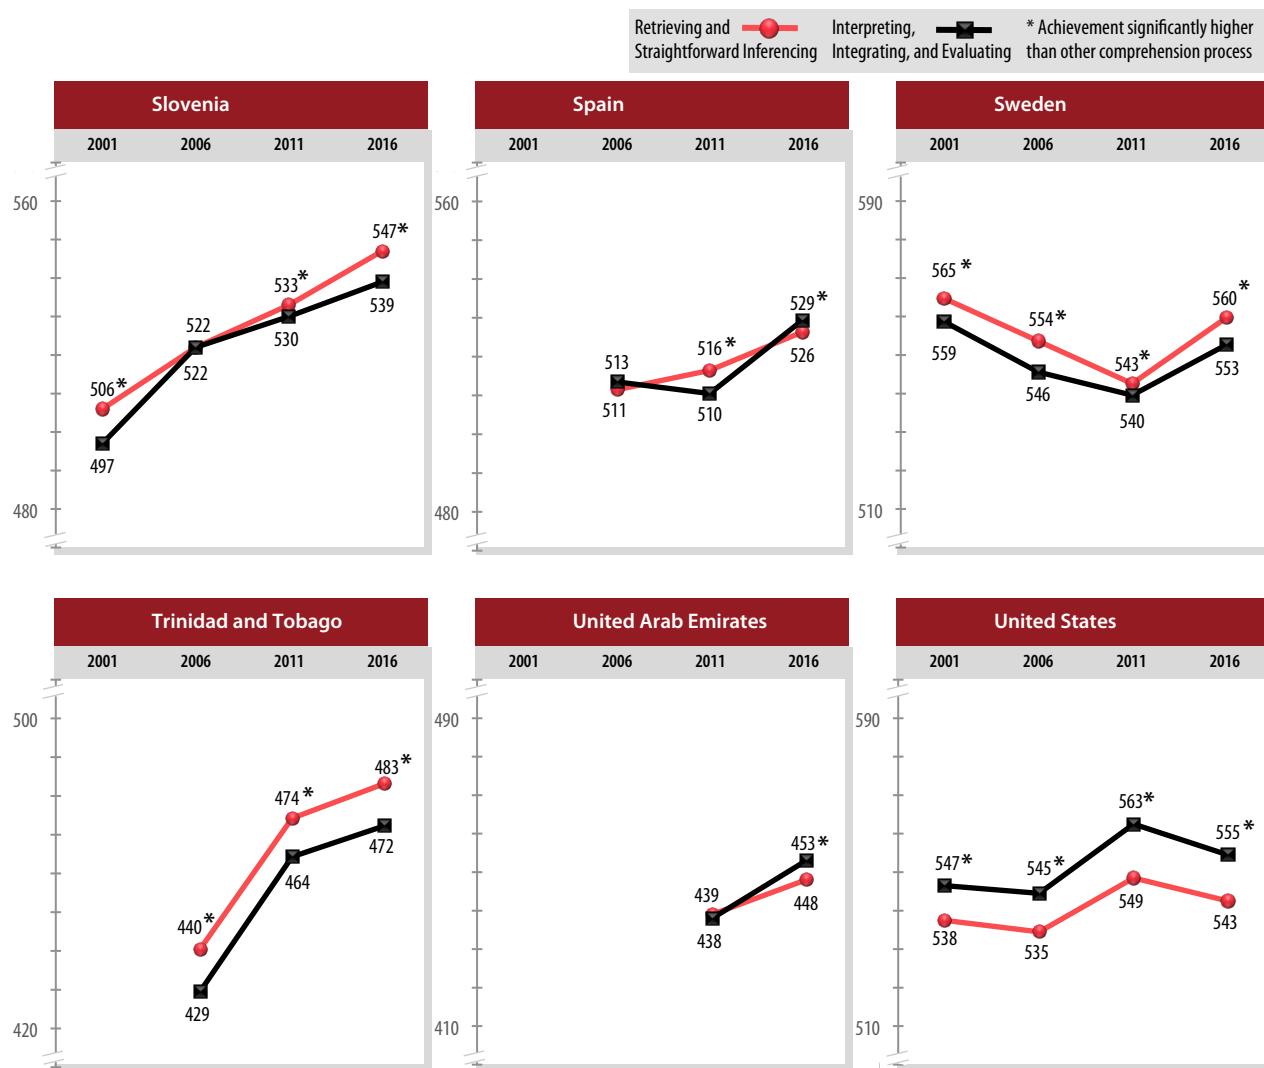 Retrieving and
Straightforward Inferencing
Interpreting,
Integrating, and Evaluating
* Achievement significantly higher
than other comprehension process
Slovenia
2001 2006 2011 2016
560
480
506*
522
533*
547*
497
522
530
539
Spain
2001 2006 2011 2016
560
480
513
516*
529*
511
510
526
Sweden
2001 2006 2011 2016
590
510
565*
554*
543*
560*
559
546
540
553
Trinidad and Tobago
2001 2006 2011 2016
500
420
440*
474*
483*
429
464
472
United Arab Emirates
2001 2006 2011 2016
490
410
439
453*
438
448
United States
2001 2006 2011 2016
590
510
547*
545*
563*
555*
538
535
549
543